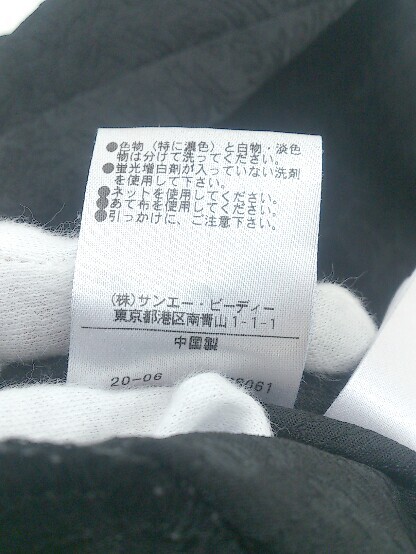 ●色物（特に濃色）と白物・淡色
物は分けて洗ってください。
●蛍光増白剤が入っていない洗剤
を使用して下さい。
●ネットを使用してください。
●あて布を使用してください。
●引っかけに、ご注意下さい。
(株)サンエー・ビーディー
東京都港区南青山1-1-1
中国製
20-06